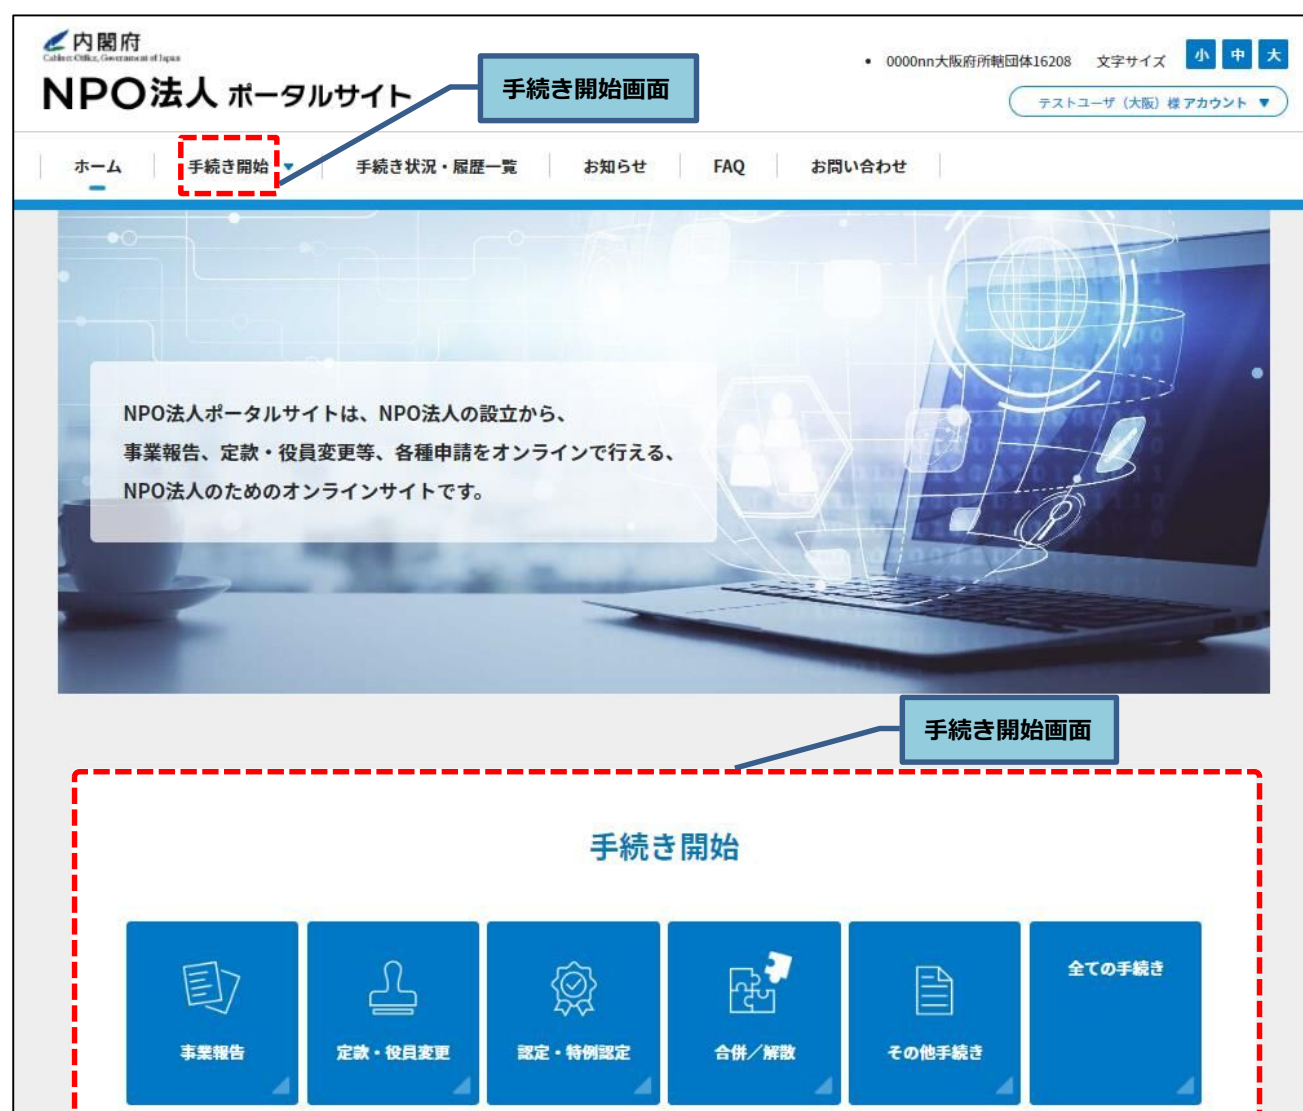 内閣府
Cabinet Office, Government of Japan
NPO法人 ポータルサイト
手続き開始画面
• 0000nn大阪府所轄団体16208 文字サイズ 小 中 大
テストユーザ（大阪）様 アカウント ▼
ホーム 手続き開始 ▼ 手続き状況・履歴一覧 お知らせ FAQ お問い合わせ
NPO法人ポータルサイトは、NPO法人の設立から、
事業報告、定款・役員変更等、各種申請をオンラインで行える、
NPO法人のためのオンラインサイトです。
手続き開始画面
手続き開始
事業報告
定款・役員変更
認定・特例認定
合併／解散
その他手続き
全ての手続き